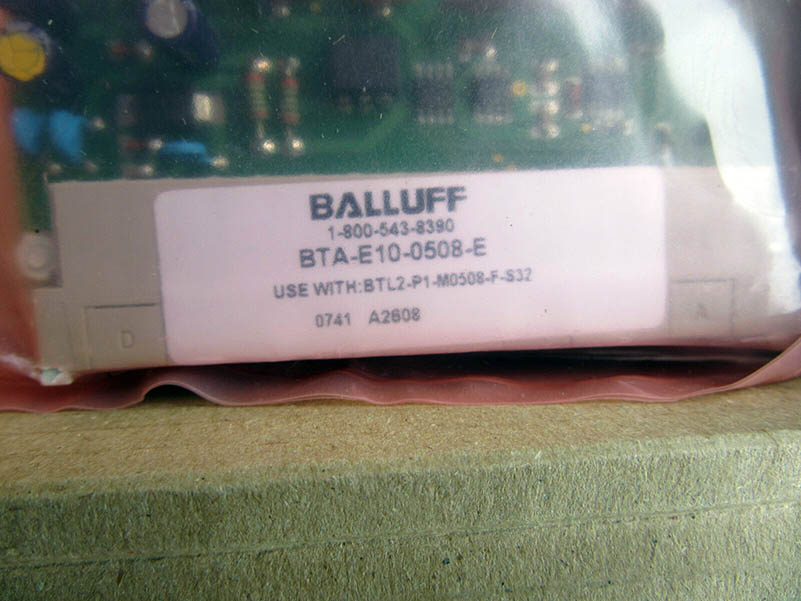 BALLUFF
1-800-543-8390
BTA-E10-0508-E
USE WITH:BTL2-P1-M0508-F-S32
0741 A2608
D
A